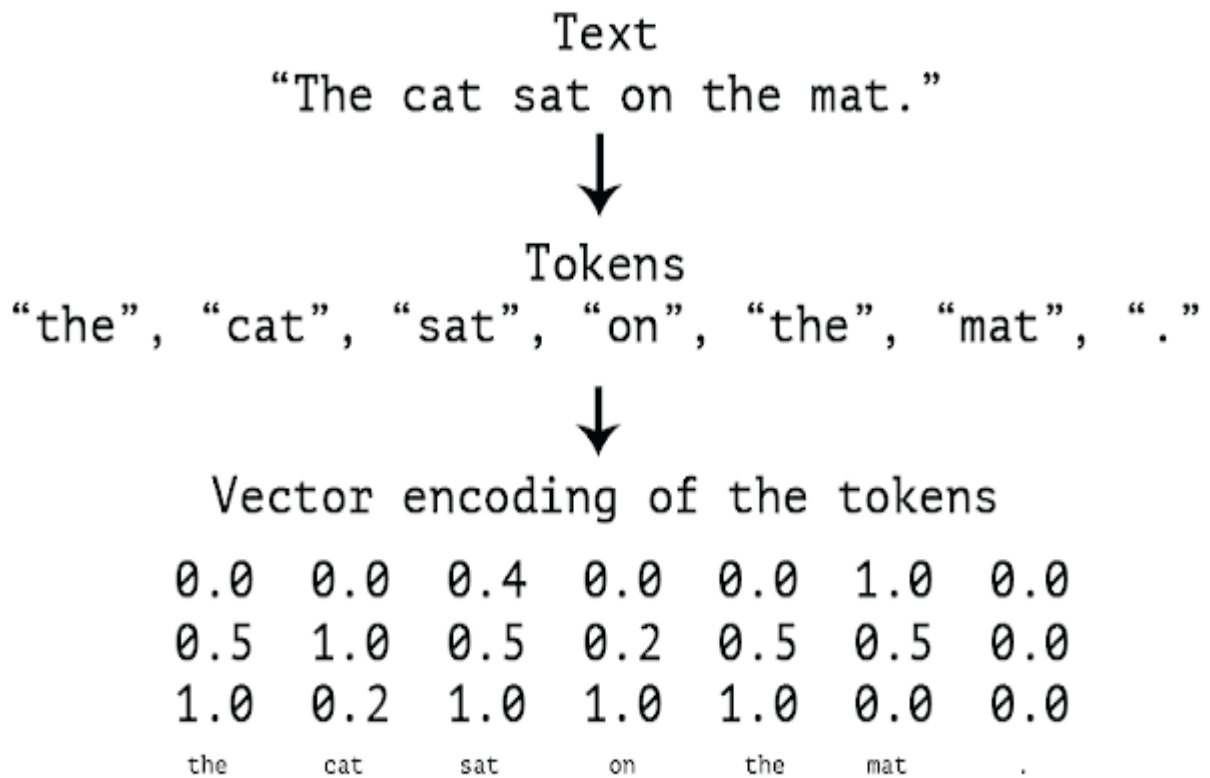 Text
“The cat sat on the mat.”
Tokens
“the”, “cat”, “sat”, “on”, “the”, “mat”, “.”
Vector encoding of the tokens
0.0 0.0 0.4 0.0 0.0 1.0 0.0
0.5 1.0 0.5 0.2 0.5 0.5 0.0
1.0 0.2 1.0 1.0 1.0 0.0 0.0
the cat sat on the mat .